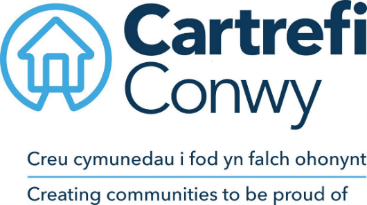 Cartrefi
Conwy
Creu cymunedau i fod yn falch ohonynt
Creating communities to be proud of